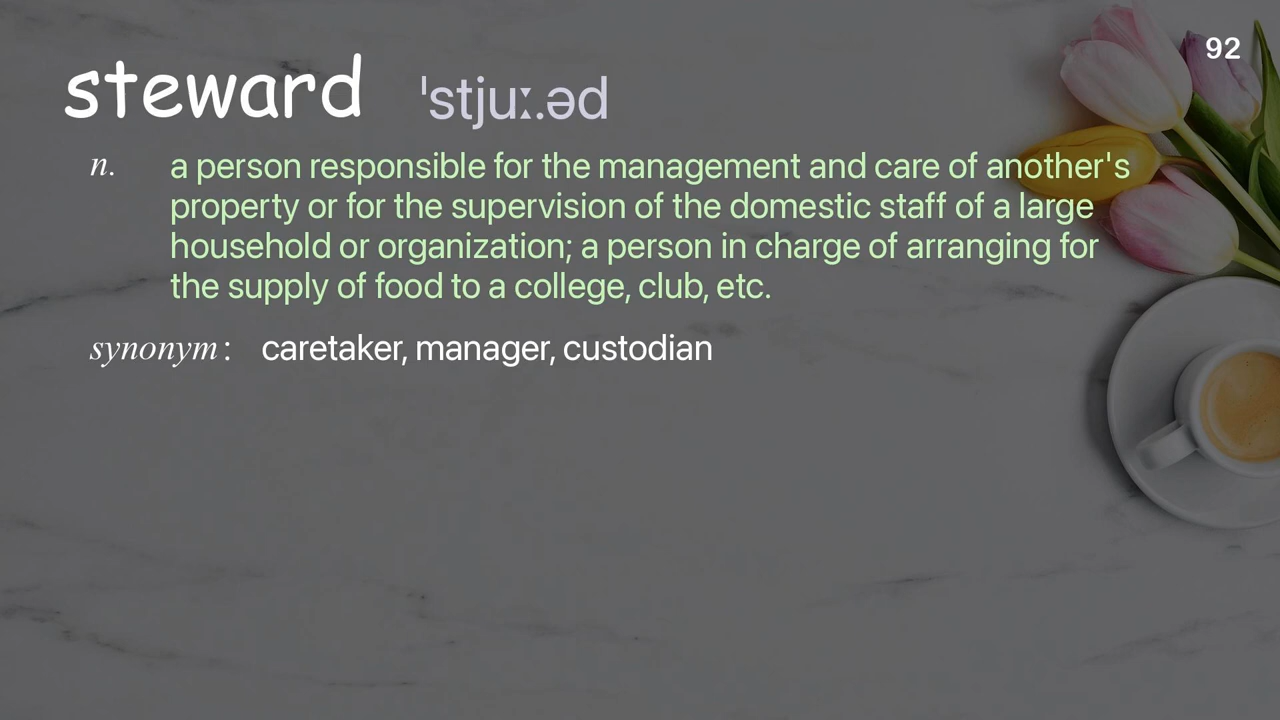 92
steward ˈstjuː.əd
n. a person responsible for the management and care of another's
property or for the supervision of the domestic staff of a large
household or organization; a person in charge of arranging for
the supply of food to a college, club, etc.
synonym: caretaker, manager, custodian